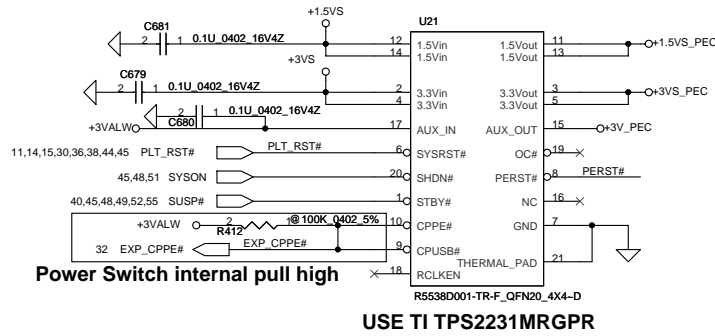 +1.5VS
U21
C681
2 1 0.1U_0402_16V4Z
12 1.5Vin 1.5Vout 11 +1.5VS_PEC
14 1.5Vin 1.5Vout 13
+3VS
C679
2 1 0.1U_0402_16V4Z
2 3.3Vin 3.3Vout 3 +3VS_PEC
4 3.3Vin 3.3Vout 5
2 1 0.1U_0402_16V4Z
C680
+3VALW 17 AUX_IN AUX_OUT 15 +3V_PEC
11,14,15,30,36,38,44,45 PLT_RST# PLT_RST# 6 SYSRST# OC# 19
45,48,51 SYSON 20 SHDN# PERST# 8 PERST#
40,45,48,49,52,55 SUSP# 1 STBY# NC 16
+3VALW 2 1 @100K_0402_5% 10 CPPE# GND 7
R412
32 EXP_CPPE# EXP_CPPE# 9 CPUSB#
THERMAL_PAD 21
Power Switch internal pull high 18 RCLKEN
R5538D001-TR-F_QFN20_4X4~D
USE TI TPS2231MRGPR